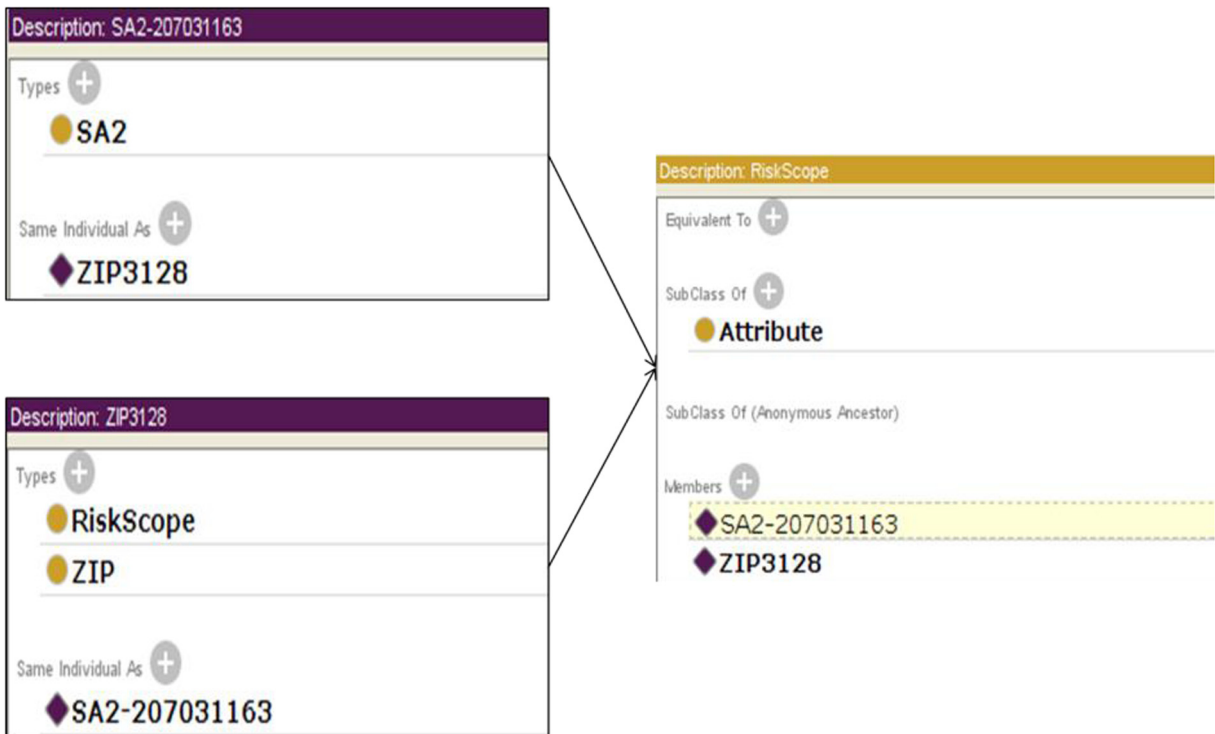 Description: SA2-207031163
Types
SA2
Same Individual As
ZIP3128
Description: ZIP3128
Types
RiskScope
ZIP
Same Individual As
SA2-207031163
Description: RiskScope
Equivalent To
SubClass Of
Attribute
SubClass Of (Anonymous Ancestor)
Members
SA2-207031163
ZIP3128